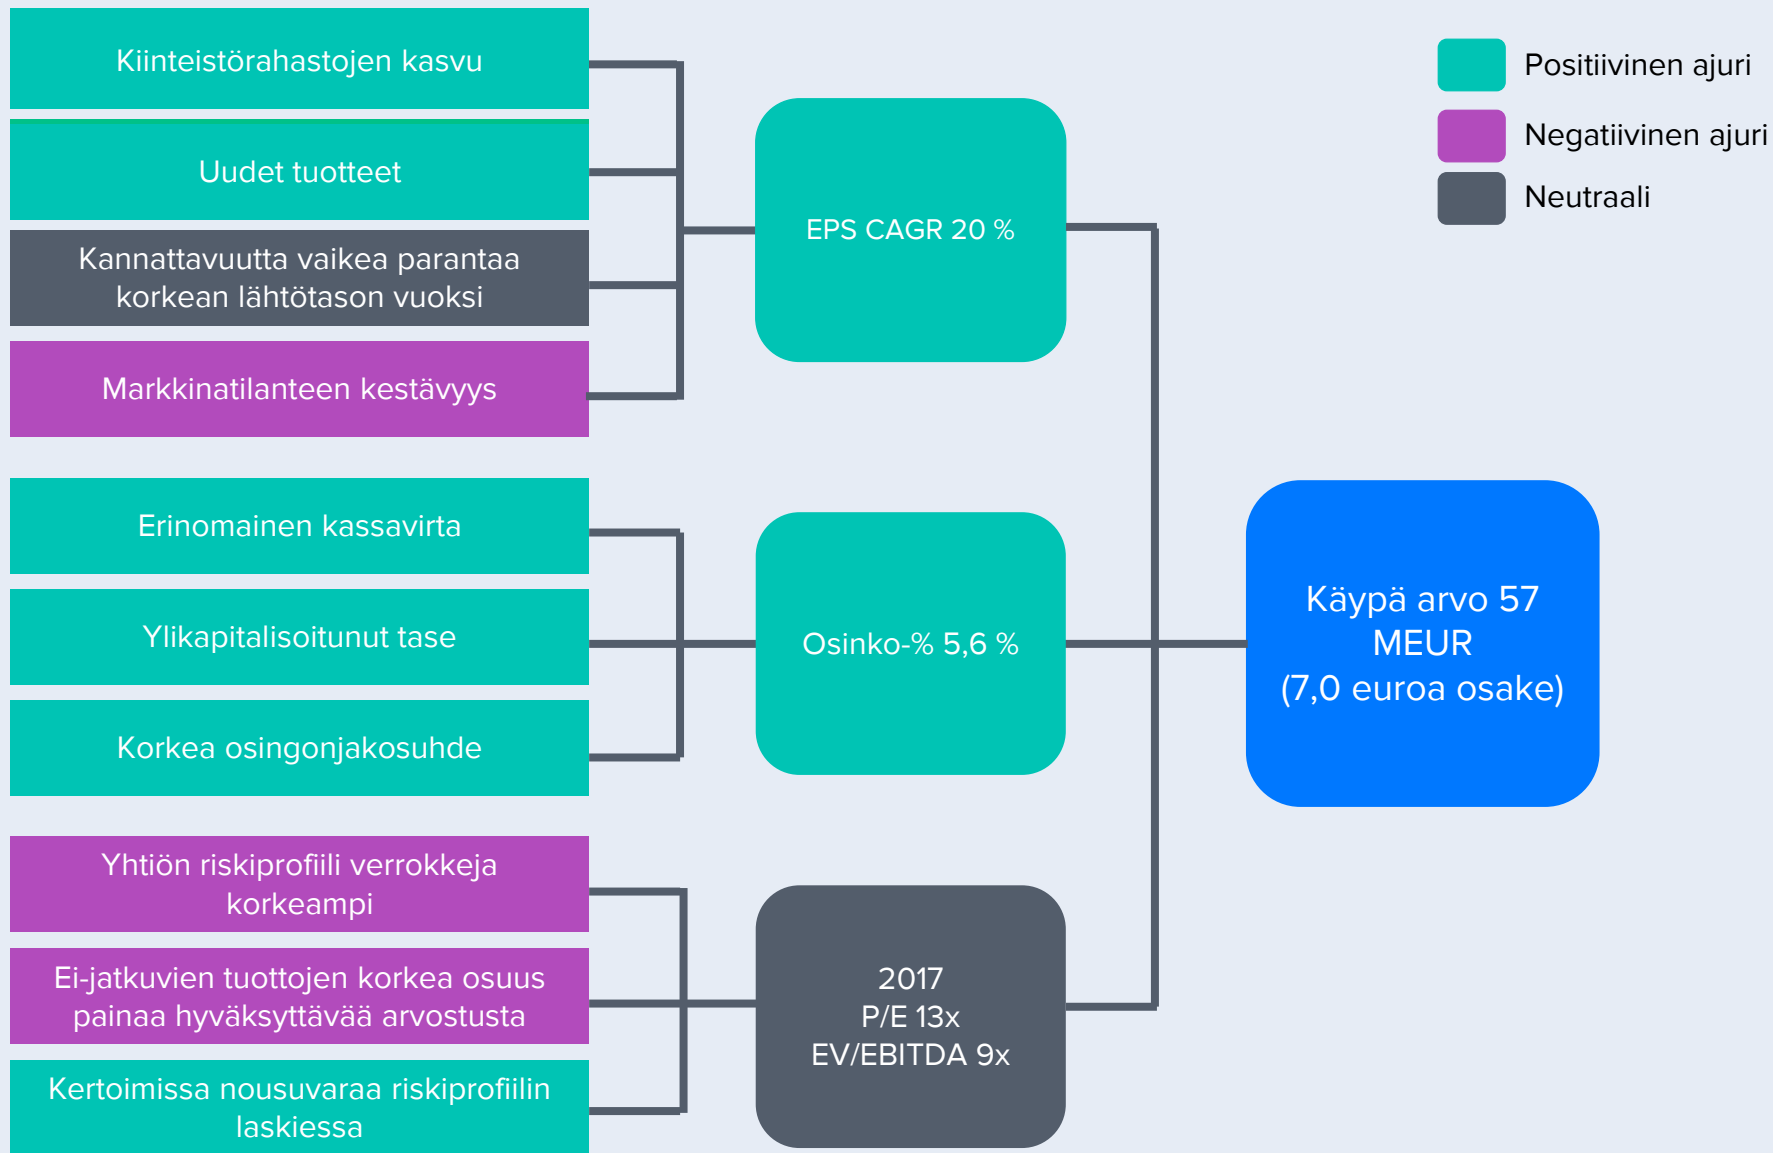 Kiinteistörahastojen kasvu
Uudet tuotteet
Kannattavuutta vaikea parantaa
korkean lähtötason vuoksi
Markkinatilanteen kestävyys
EPS CAGR 20 %
Positiivinen ajuri
Negatiivinen ajuri
Neutraali
Erinomainen kassavirta
Ylikapitalisoitunut tase
Korkea osingonjakosuhde
Osinko-% 5,6 %
Käypä arvo 57
MEUR
(7,0 euroa osake)
Yhtiön riskiprofiili verrokkeja
korkeampi
Ei-jatkuvien tuottojen korkea osuus
painaa hyväksyttävää arvostusta
Kertoimissa nousuvaraa riskiprofiilin
laskiessa
2017
P/E 13x
EV/EBITDA 9x